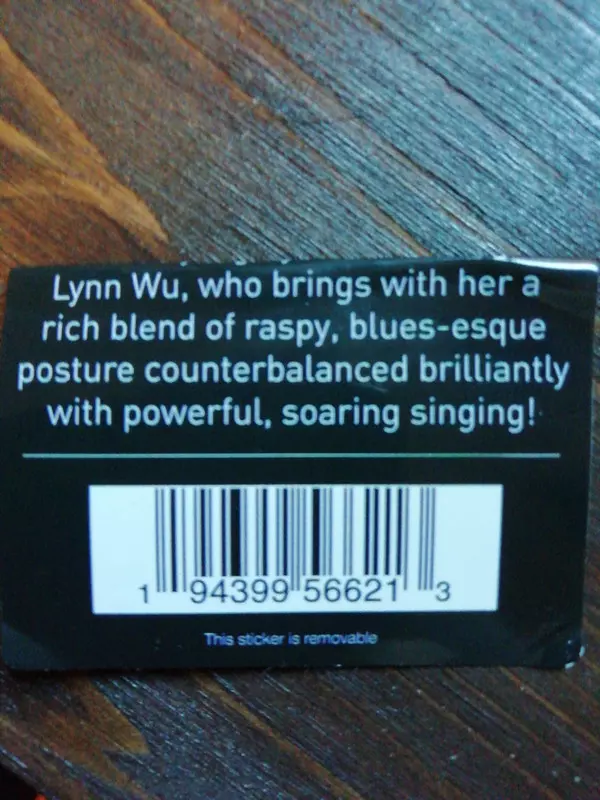 Lynn Wu, who brings with her a
rich blend of raspy, blues-esque
posture counterbalanced brilliantly
with powerful, soaring singing!
1 94399 56621 3
This sticker is removable